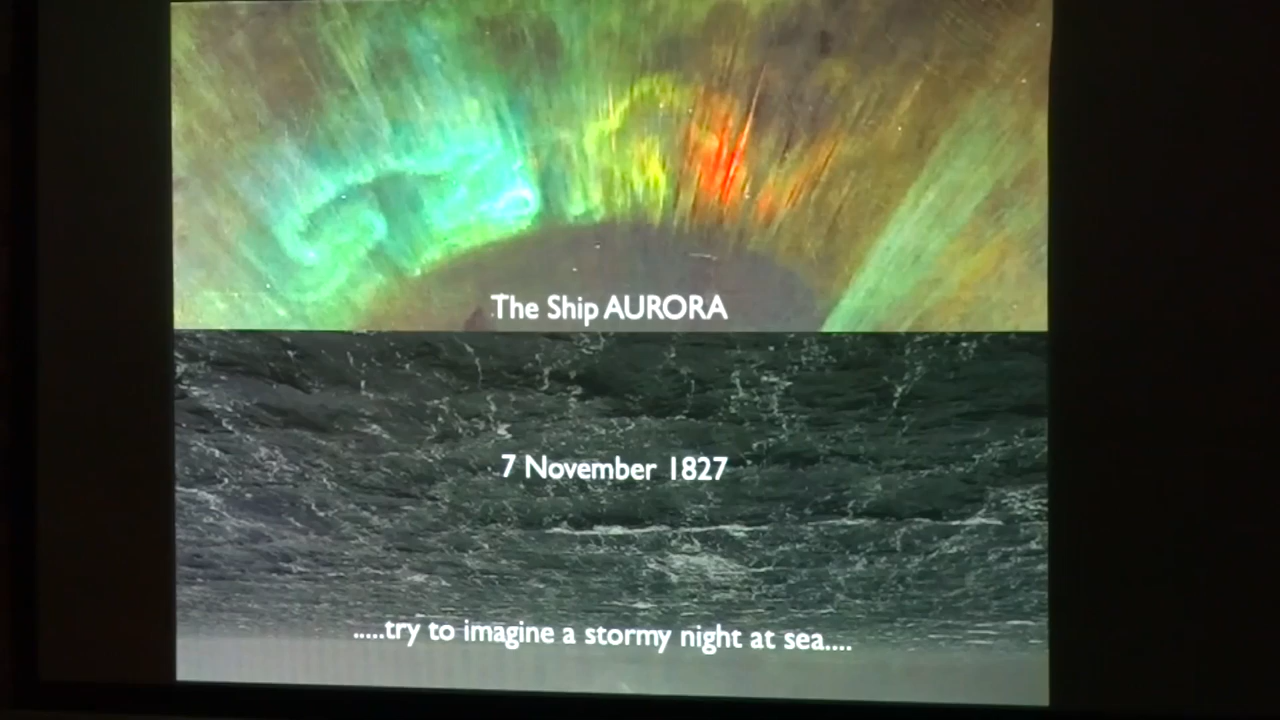 The Ship AURORA
7 November 1827
.....try to imagine a stormy night at sea....